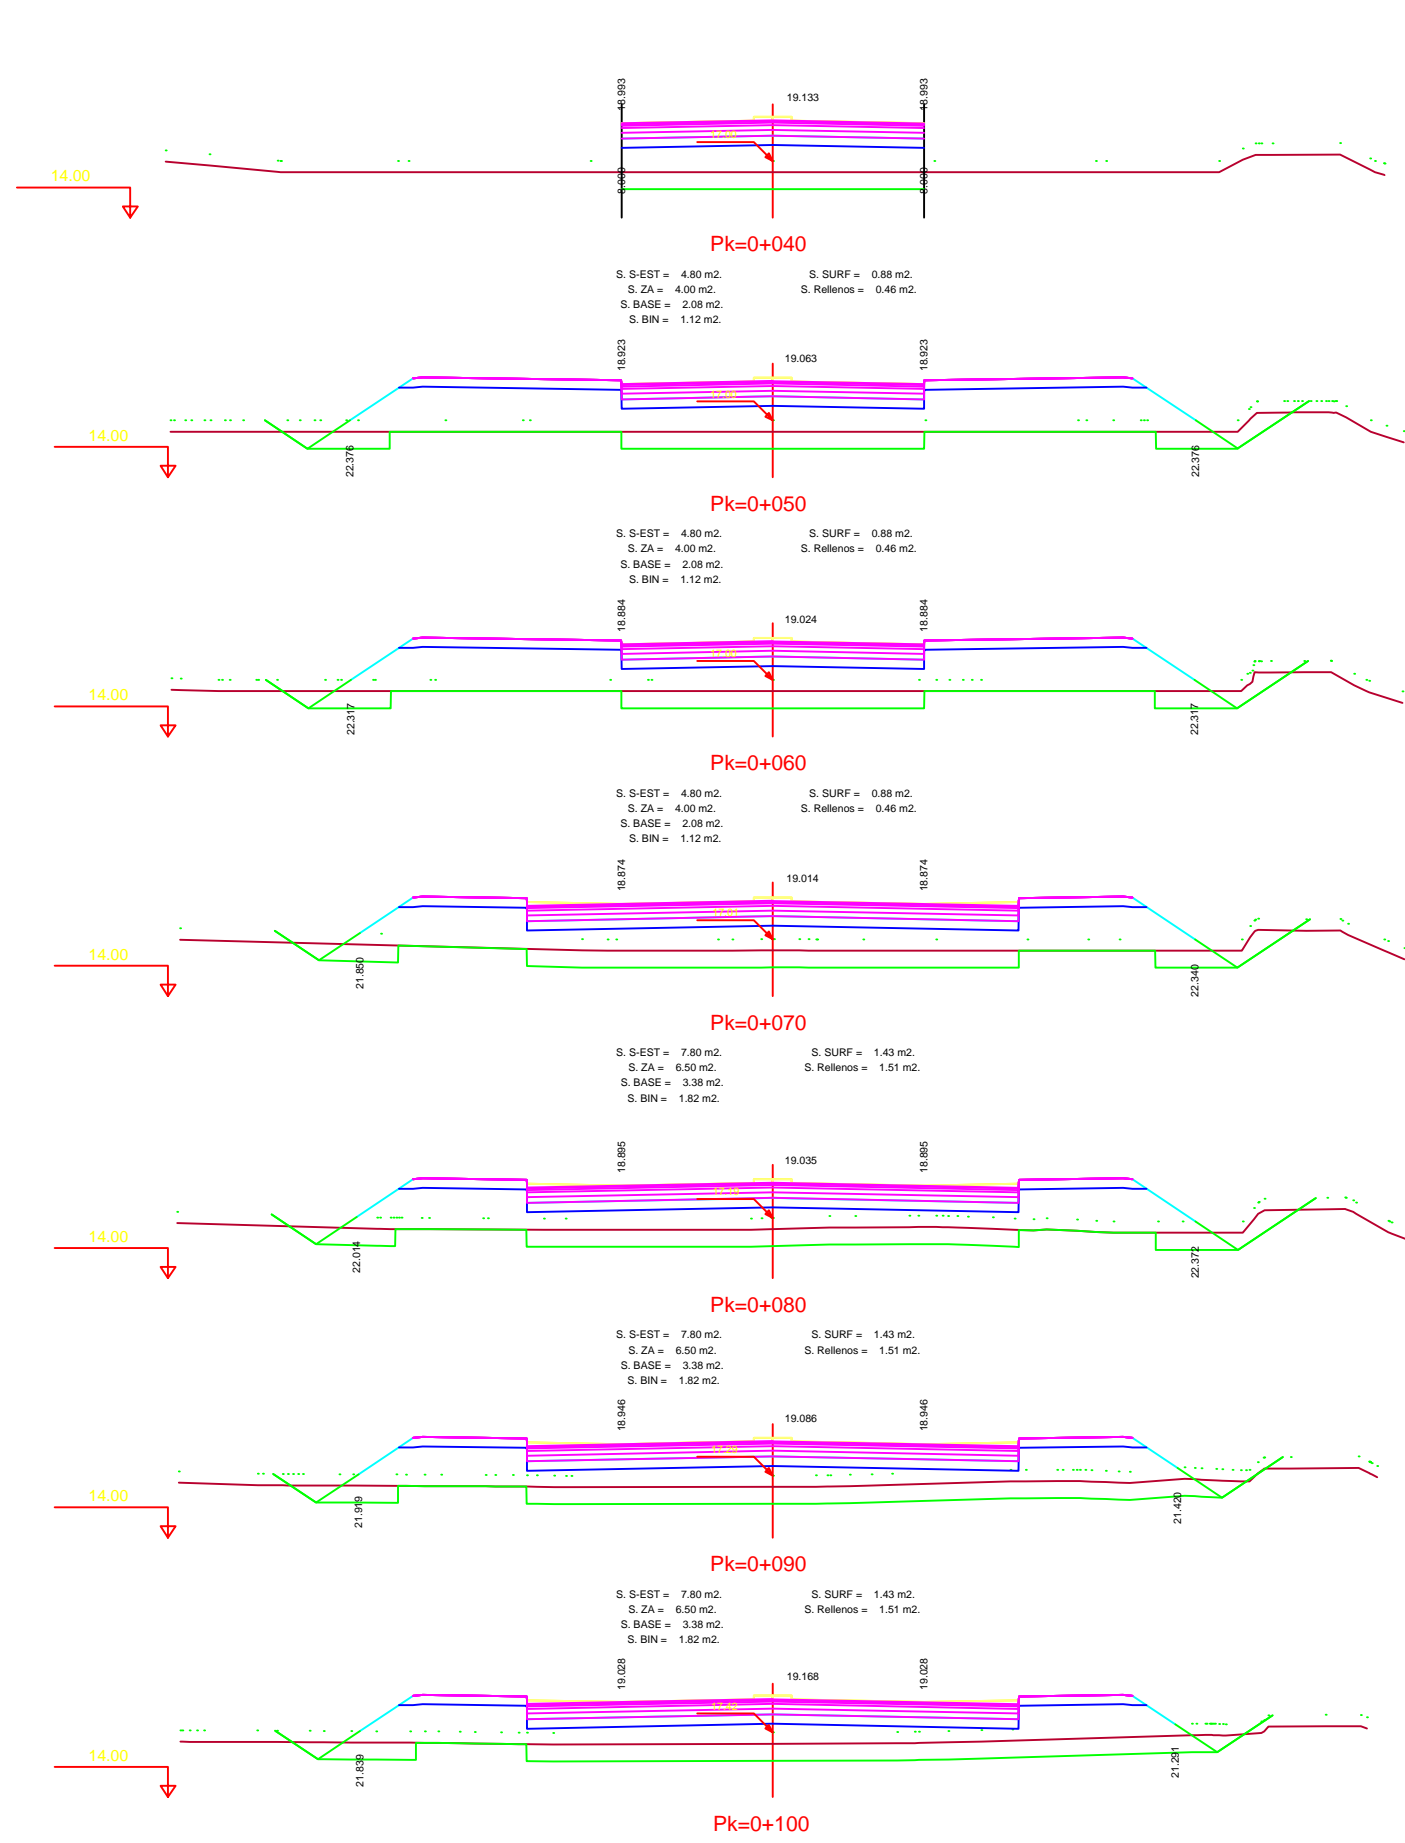 18.993 19.133 18.993
14.00
8.000 8.000
Pk=0+040
S. S-EST = 4.80 m2. S. SURF = 0.88 m2.
S. ZA = 4.00 m2. S. Rellenos = 0.46 m2.
S. BASE = 2.08 m2.
S. BIN = 1.12 m2.
18.923 19.063 18.923
14.00
22.376 22.376
Pk=0+050
S. S-EST = 4.80 m2. S. SURF = 0.88 m2.
S. ZA = 4.00 m2. S. Rellenos = 0.46 m2.
S. BASE = 2.08 m2.
S. BIN = 1.12 m2.
18.884 19.024 18.884
14.00
22.317 22.317
Pk=0+060
S. S-EST = 4.80 m2. S. SURF = 0.88 m2.
S. ZA = 4.00 m2. S. Rellenos = 0.46 m2.
S. BASE = 2.08 m2.
S. BIN = 1.12 m2.
18.874 19.014 18.874
14.00
21.850 22.340
Pk=0+070
S. S-EST = 7.80 m2. S. SURF = 1.43 m2.
S. ZA = 6.50 m2. S. Rellenos = 1.51 m2.
S. BASE = 3.38 m2.
S. BIN = 1.82 m2.
18.895 19.035 18.895
14.00
22.014 22.372
Pk=0+080
S. S-EST = 7.80 m2. S. SURF = 1.43 m2.
S. ZA = 6.50 m2. S. Rellenos = 1.51 m2.
S. BASE = 3.38 m2.
S. BIN = 1.82 m2.
18.946 19.086 18.946
14.00
21.919 21.420
Pk=0+090
S. S-EST = 7.80 m2. S. SURF = 1.43 m2.
S. ZA = 6.50 m2. S. Rellenos = 1.51 m2.
S. BASE = 3.38 m2.
S. BIN = 1.82 m2.
19.028 19.168 19.028
14.00
21.839 21.291
Pk=0+100